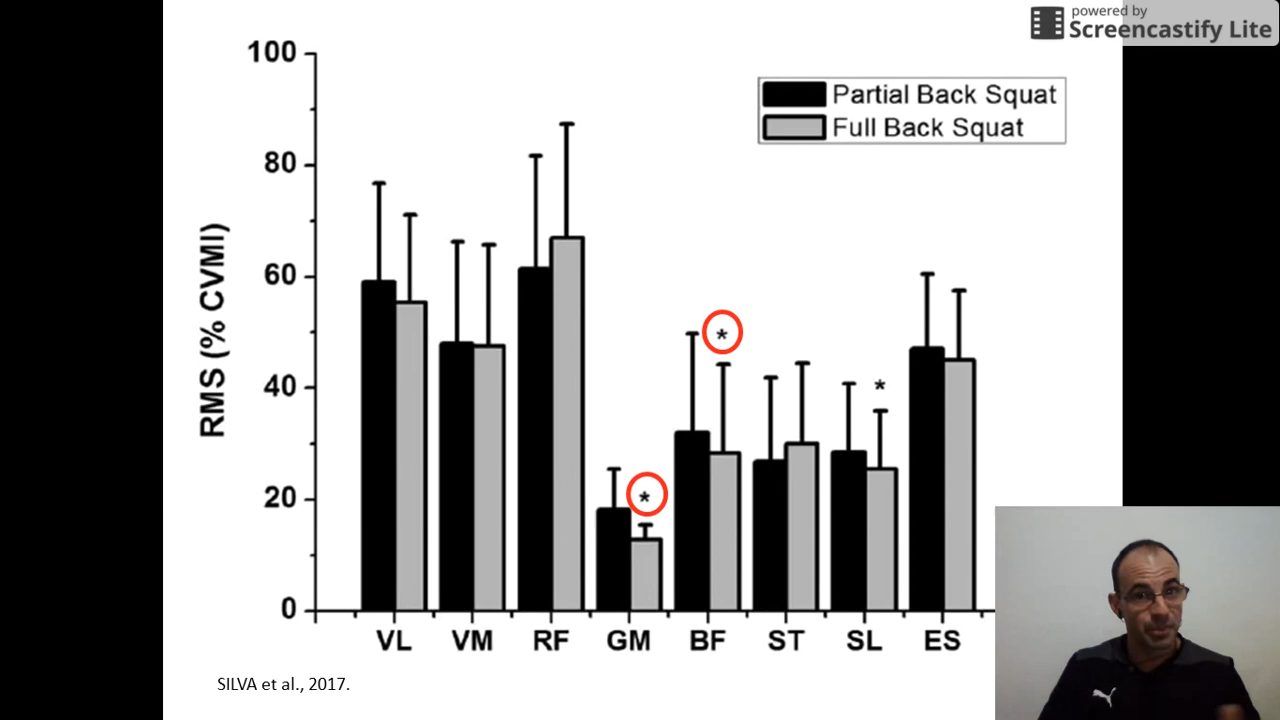 powered by
Screencastify Lite
100
80
60
40
20
0
RMS (% CVMI)
Partial Back Squat
Full Back Squat
*
*
*
VL VM RF GM BF ST SL ES
SILVA et al., 2017.